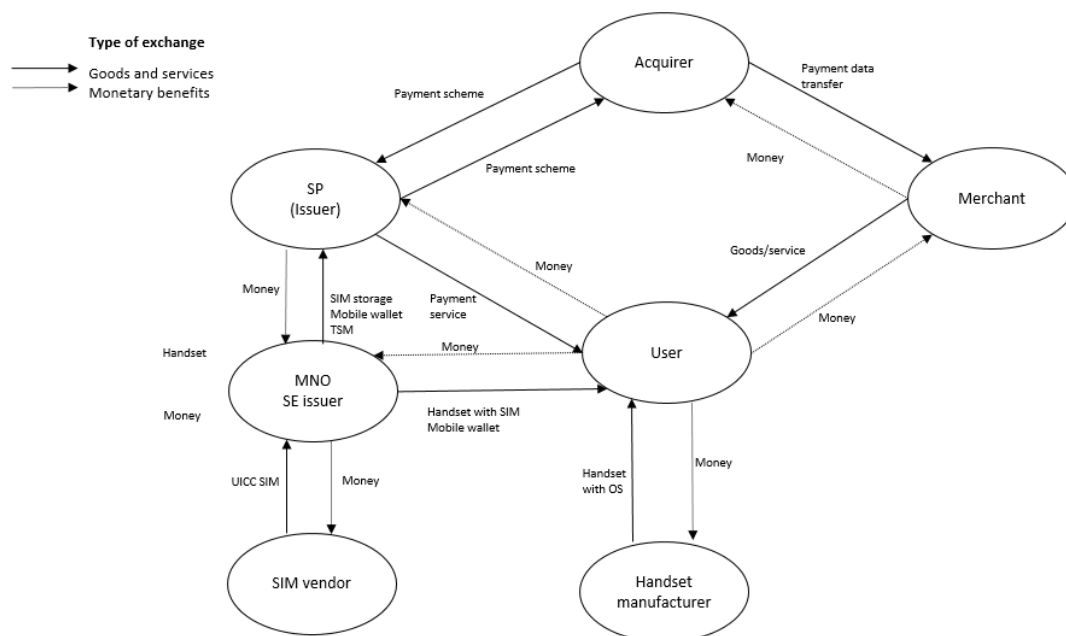 Type of exchange
Goods and services
Monetary benefits
Acquirer
Payment data
transfer
Payment scheme
Money
Payment scheme
SP
(Issuer)
Merchant
Goods/service
Money
Money
SIM storage
Mobile wallet
TSM
Payment
service
Money
Money
User
Handset
MNO
SE issuer
Money
Handset with SIM
Mobile wallet
UICC SIM
Money
Handset
with OS
Money
SIM vendor
Handset
manufacturer